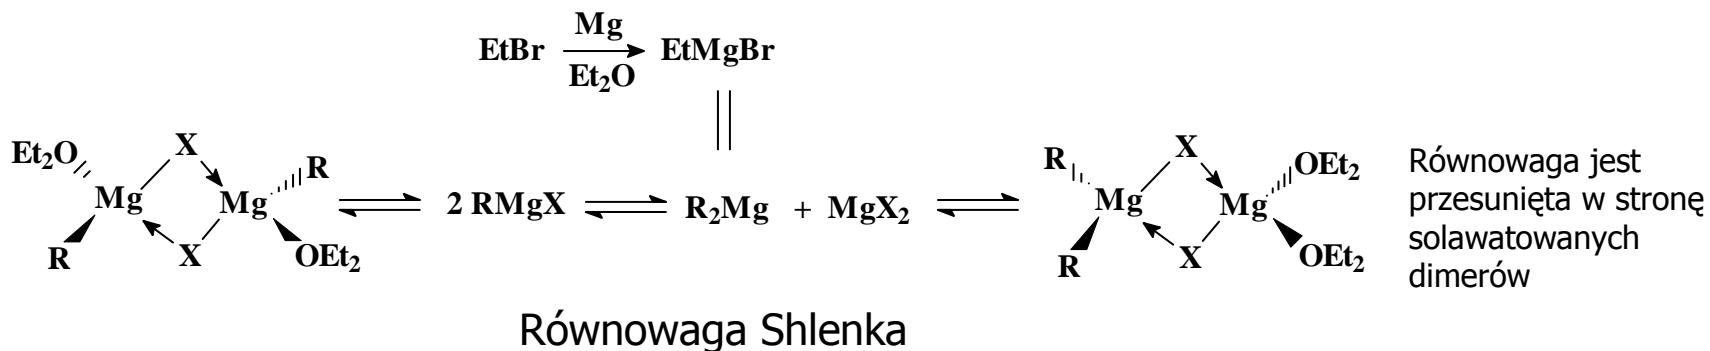 Mg
EtBr EtMgBr
Et₂O
Et₂O X R Mg Mg R X OEt₂ 2 RMgX R₂Mg + MgX₂ R X OEt₂ Mg Mg R X OEt₂
Równowaga jest
przesunięta w stronę
solawatowanych
dimerów
Równowaga Shlenka